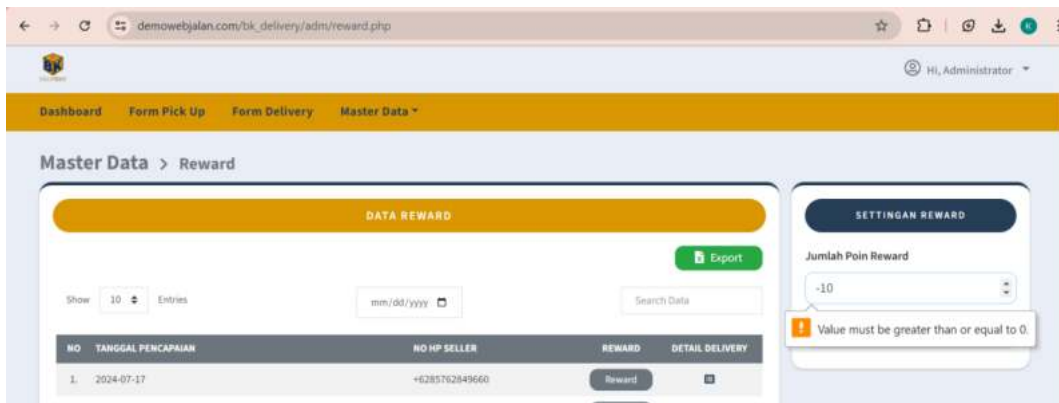 demowebjalan.com/bk_delivery/adm/reward.php
K
BK
Hi, Administrator
Dashboard Form Pick Up Form Delivery Master Data
Master Data > Reward
DATA REWARD
SETTINGAN REWARD
Export
Jumlah Poin Reward
Show 10 Entries mm/dd/yyyy Search Data
-10
Value must be greater than or equal to 0.
NO TANGGAL PENCAPAIAN NO HP SELLER REWARD DETAIL DELIVERY
1. 2024-07-17 +6285762849660 Reward